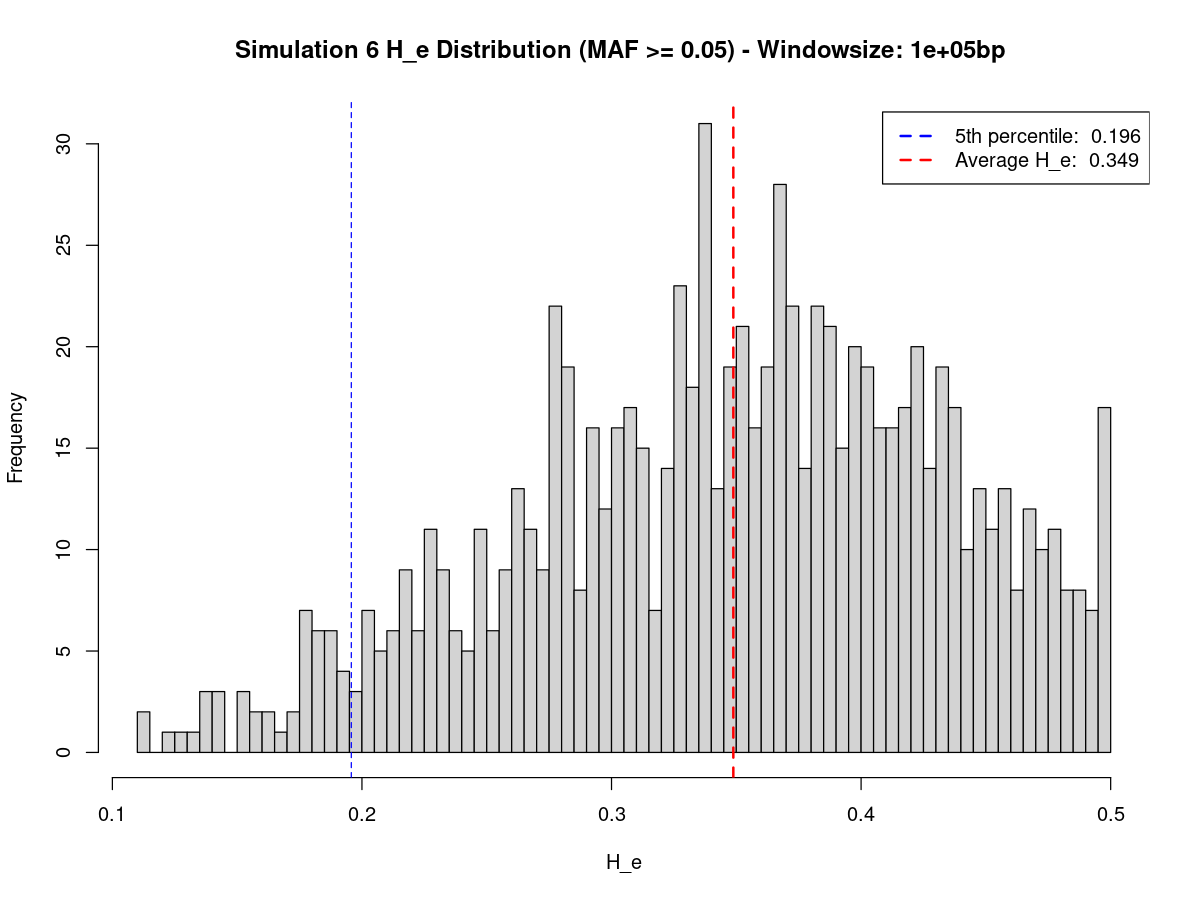 Simulation 6 H_e Distribution (MAF >= 0.05) - Windowsize: 1e+05bp
5th percentile: 0.196
Average H_e: 0.349
Frequency
30
25
20
15
10
5
0
0.1 0.2 0.3 0.4 0.5
H_e